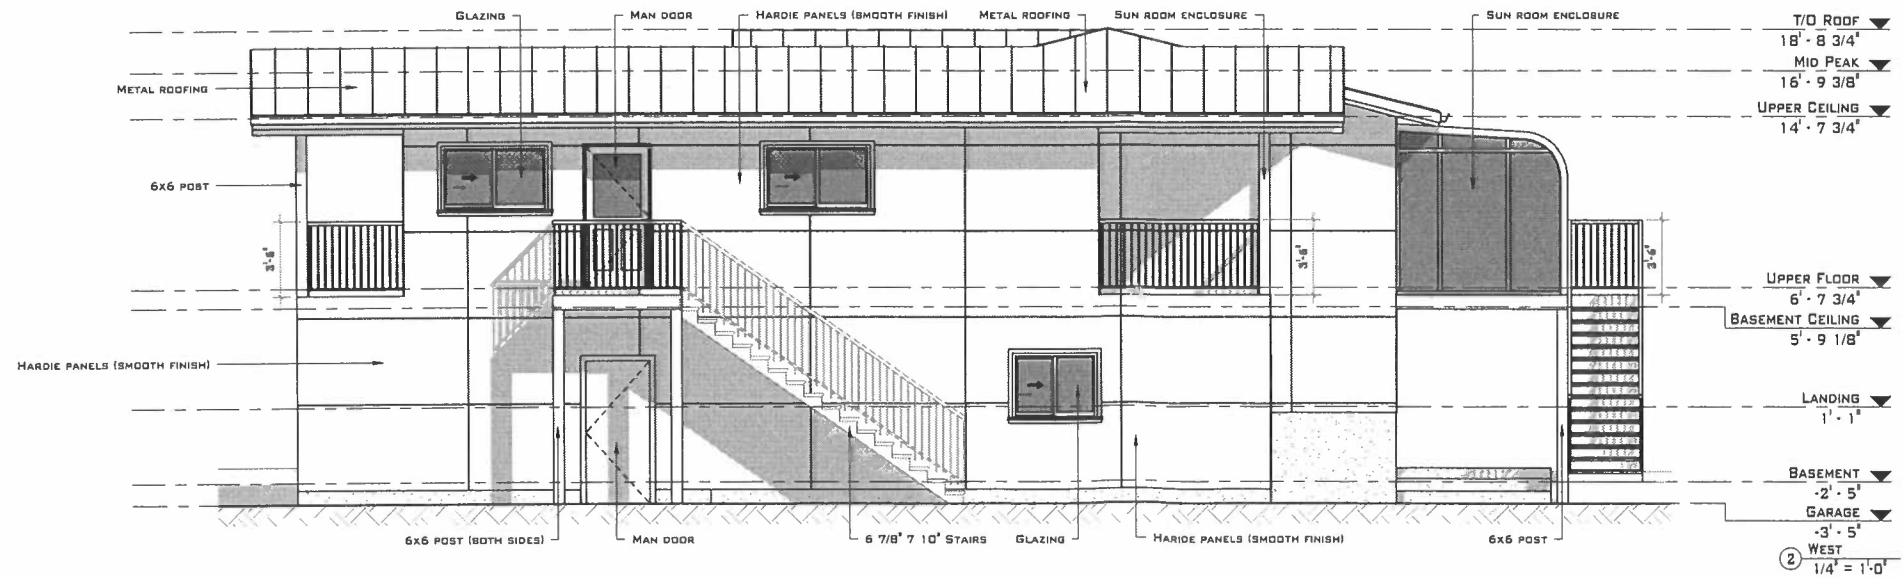 GLAZING
MAN DOOR
HARDIE PANELS (SMOOTH FINISH)
METAL ROOFING
SUN ROOM ENCLOSURE
SUN ROOM ENCLOSURE
T/O ROOF
18' - 8 3/4"
MID PEAK
16' - 9 3/8"
METAL ROOFING
UPPER CEILING
14' - 7 3/4"
6X6 POST
3'-6"
3'-6"
3'-6"
UPPER FLOOR
6' - 7 3/4"
BASEMENT CEILING
5' - 9 1/8"
HARDIE PANELS (SMOOTH FINISH)
LANDING
1' - 1"
BASEMENT
-2' - 5"
GARAGE
-3' - 5"
6X6 POST (BOTH SIDES)
MAN DOOR
6 7/8" 7 10" STAIRS
GLAZING
HARIDE PANELS (SMOOTH FINISH)
6X6 POST
2
WEST
1/4" = 1'-0"